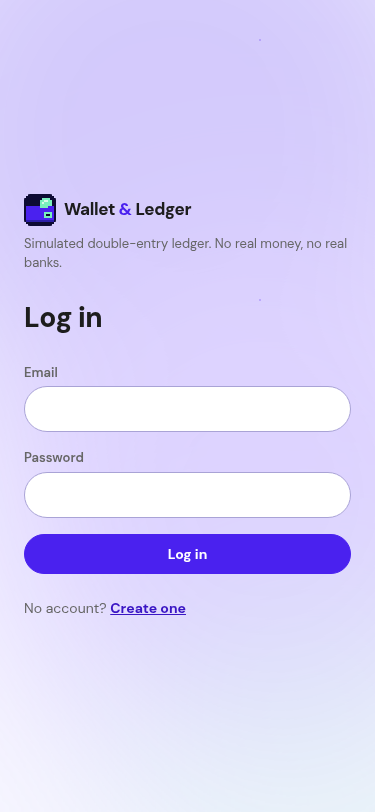 Wallet & Ledger
Simulated double-entry ledger. No real money, no real
banks.
Log in
Email
Password
Log in
No account? Create one